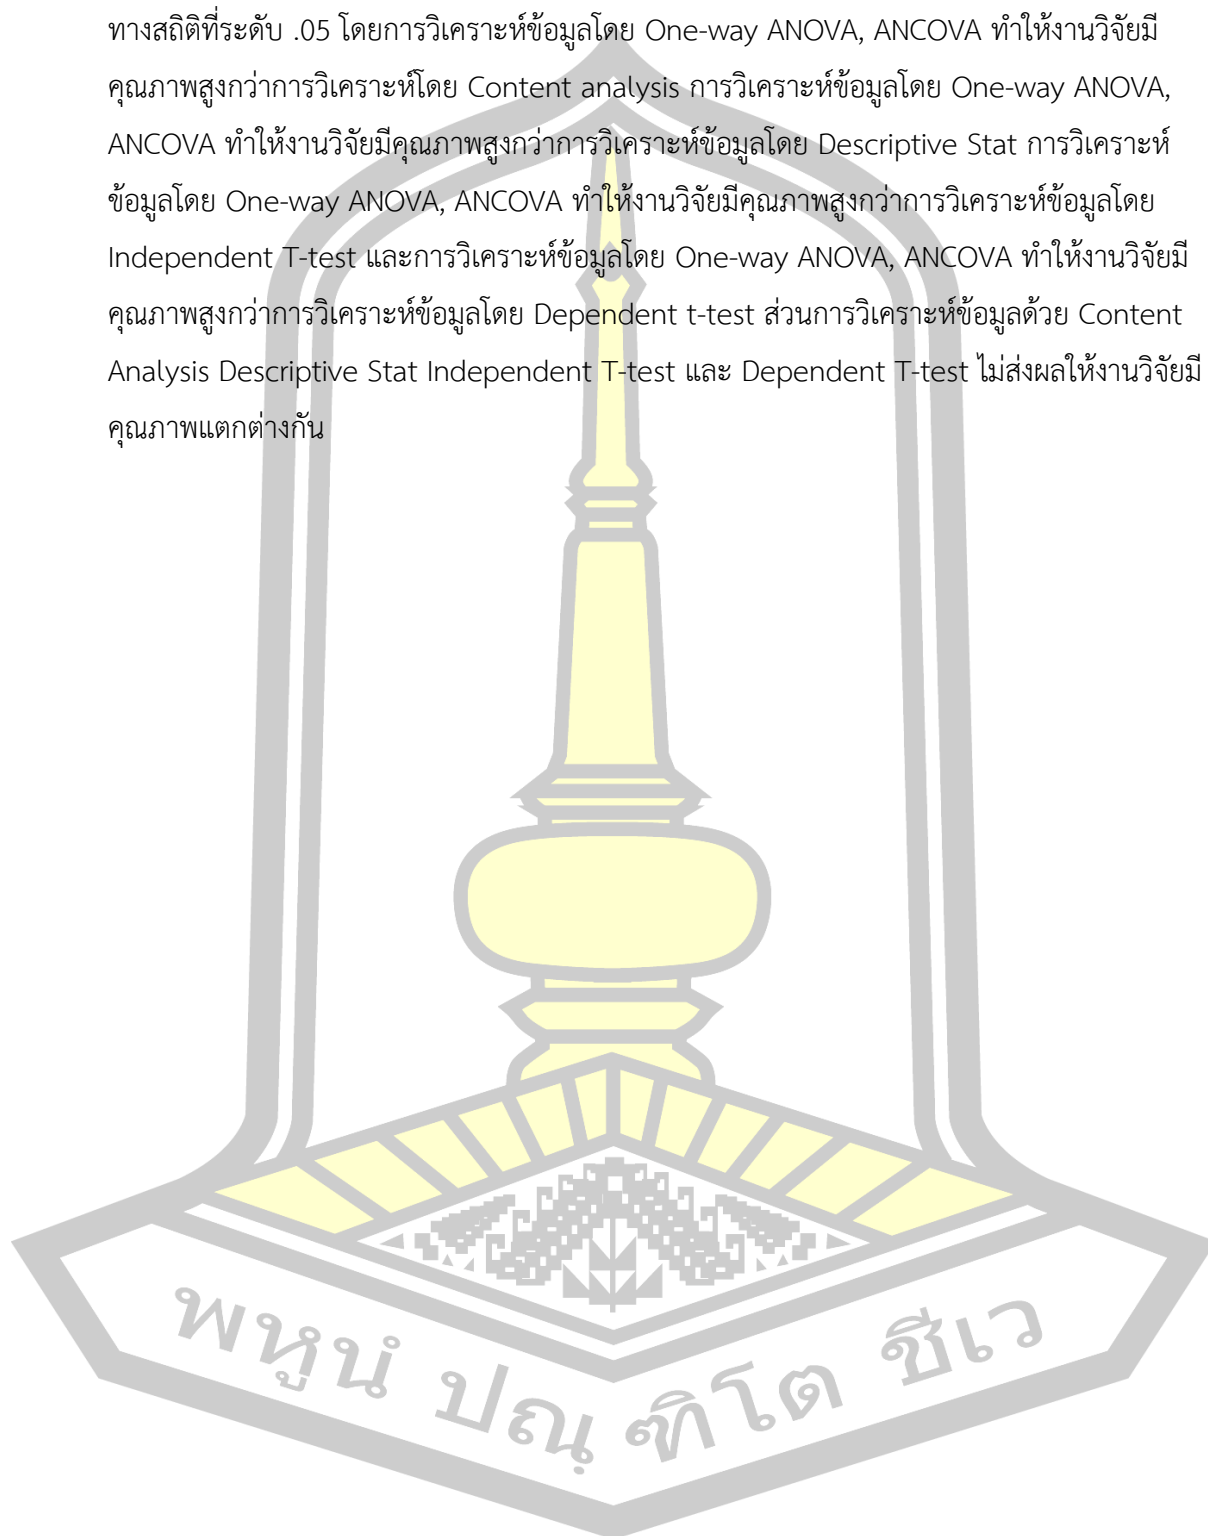 ทางสถิติที่ระดับ .05 โดยการวิเคราะห์ข้อมูลโดย One-way ANOVA, ANCOVA ทำให้งานวิจัยมี
คุณภาพสูงกว่าการวิเคราะห์โดย Content analysis การวิเคราะห์ข้อมูลโดย One-way ANOVA,
ANCOVA ทำให้งานวิจัยมีคุณภาพสูงกว่าการวิเคราะห์ข้อมูลโดย Descriptive Stat การวิเคราะห์
ข้อมูลโดย One-way ANOVA, ANCOVA ทำให้งานวิจัยมีคุณภาพสูงกว่าการวิเคราะห์ข้อมูลโดย
Independent T-test และการวิเคราะห์ข้อมูลโดย One-way ANOVA, ANCOVA ทำให้งานวิจัยมี
คุณภาพสูงกว่าการวิเคราะห์ข้อมูลโดย Dependent t-test ส่วนการวิเคราะห์ข้อมูลด้วย Content
Analysis Descriptive Stat Independent T-test และ Dependent T-test ไม่ส่งผลให้งานวิจัยมี
คุณภาพแตกต่างกัน
พหูนํ ปณฺฑิโต ชีเว